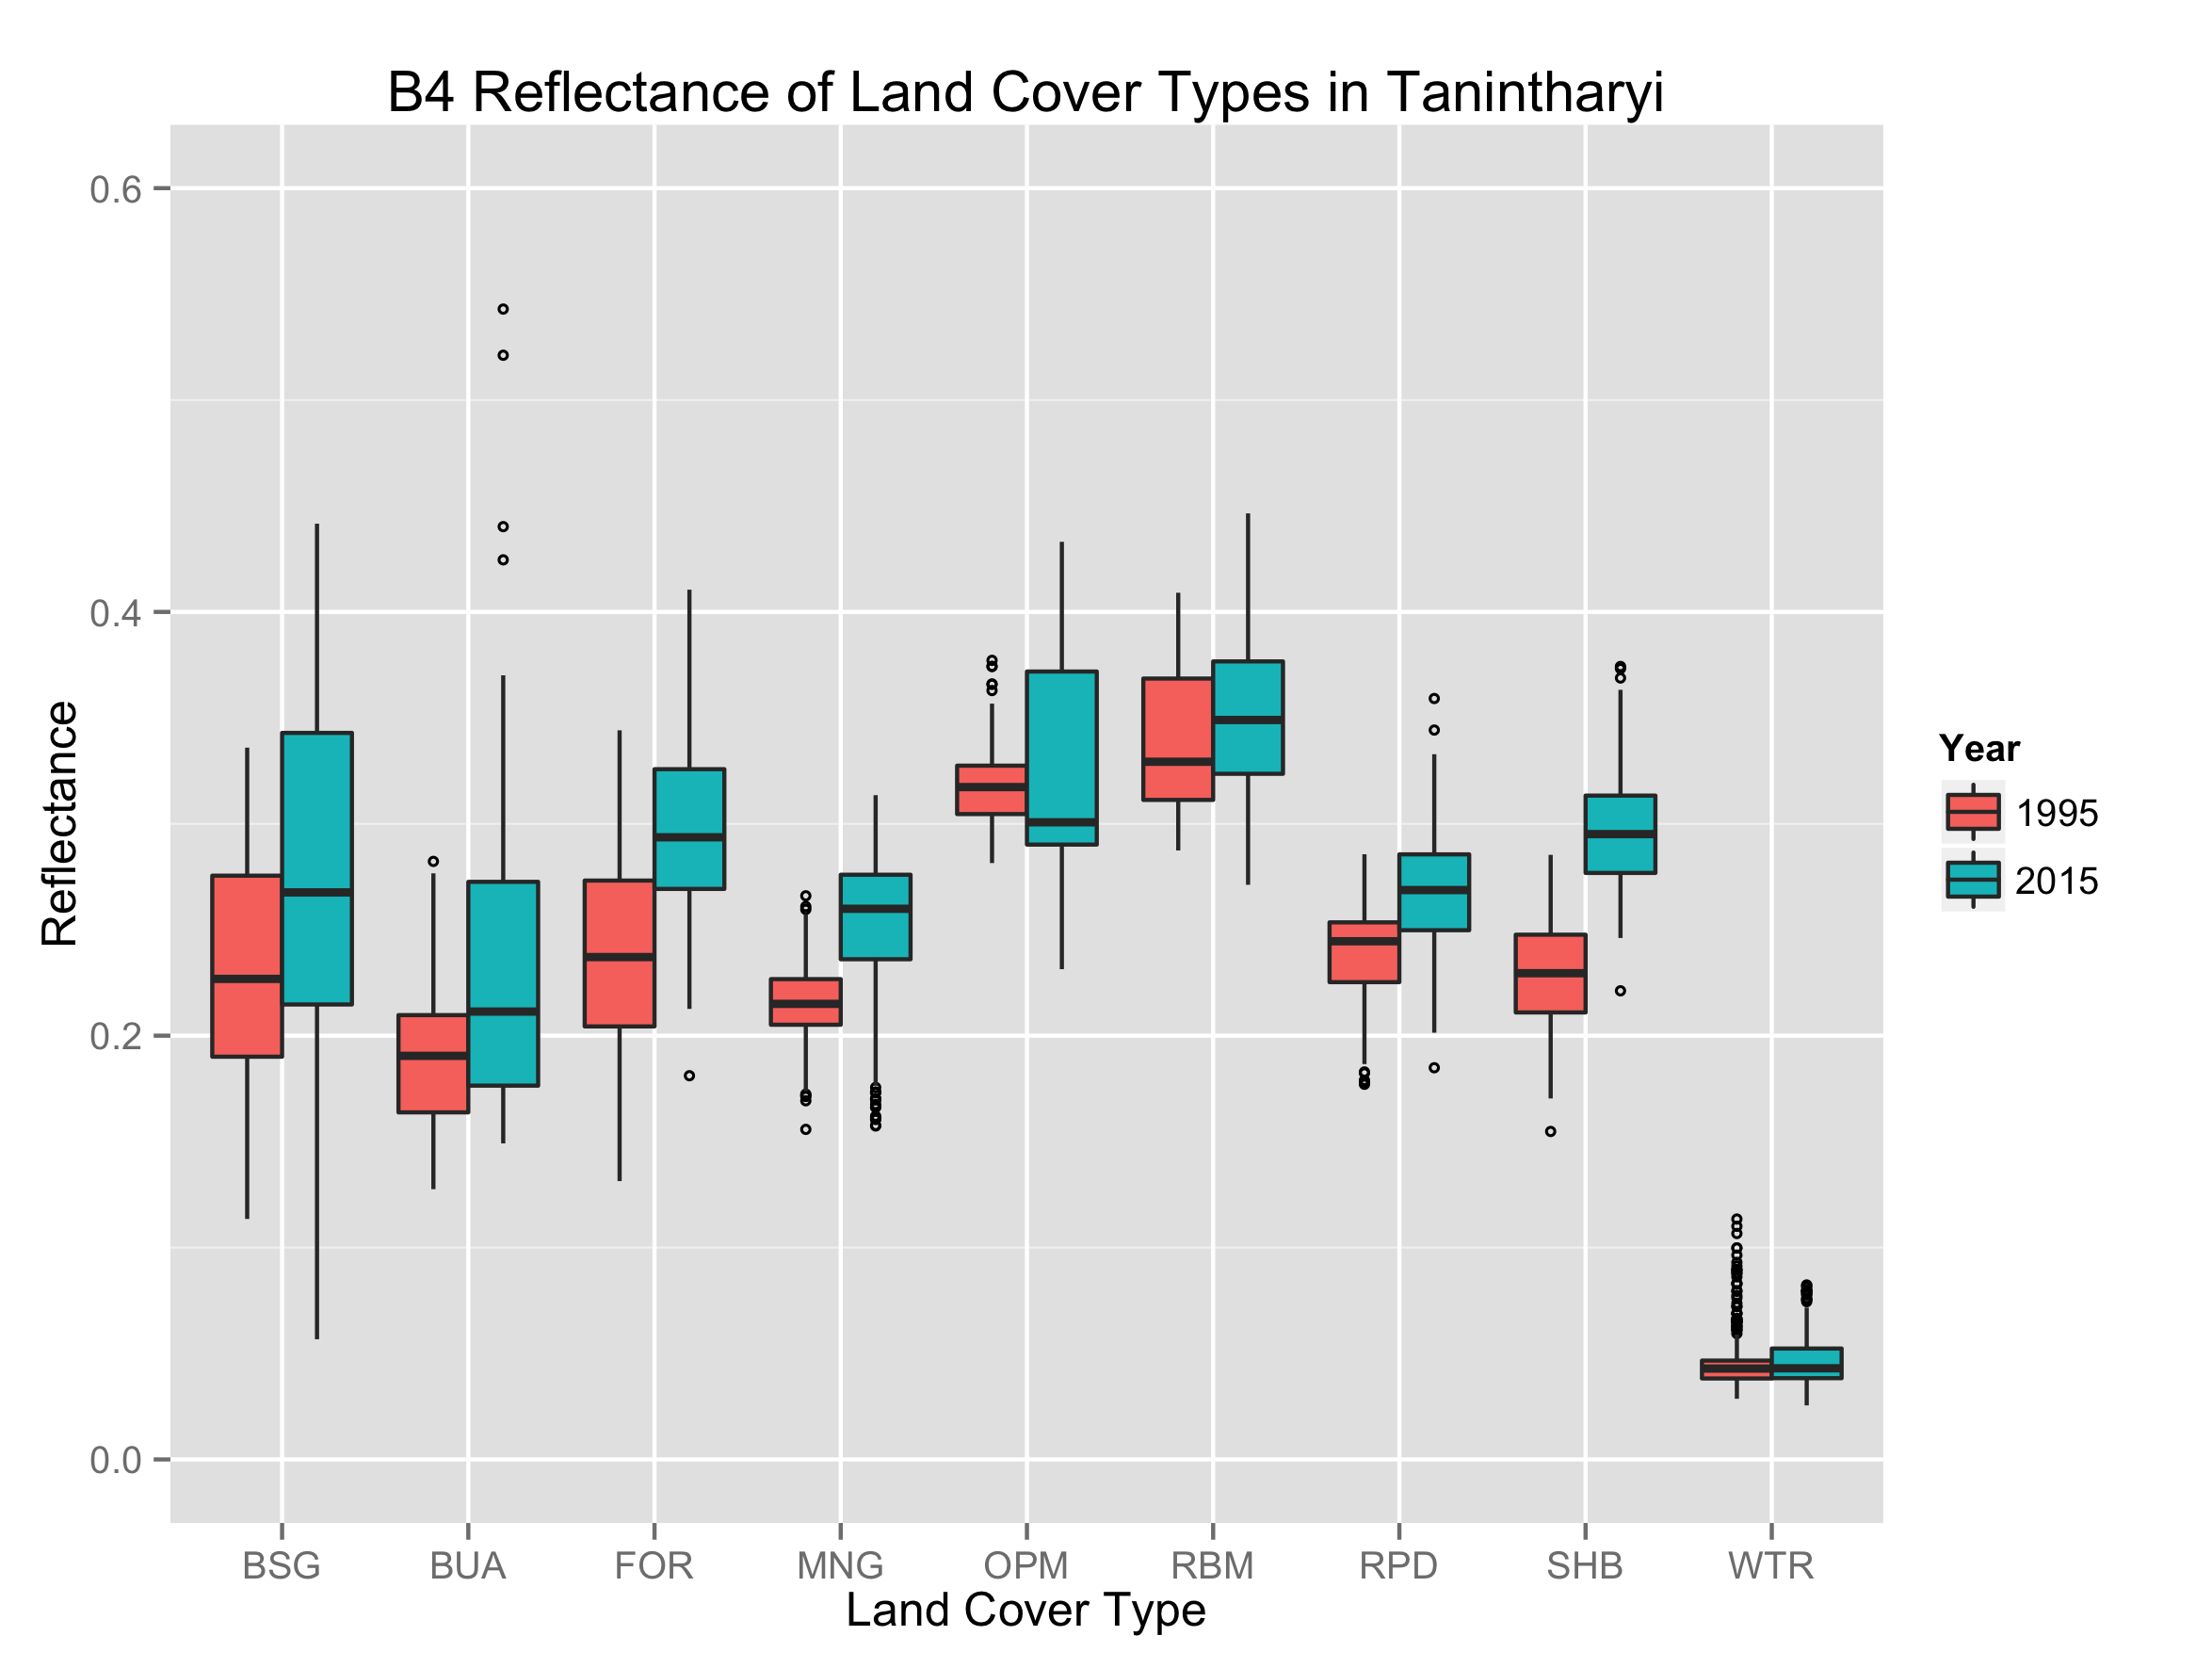 B4 Reflectance of Land Cover Types in Tanintharyi
0.6
0.4
0.2
0.0
Reflectance
BSG BUA FOR MNG OPM RBM RPD SHB WTR
Land Cover Type
Year
1995
2015